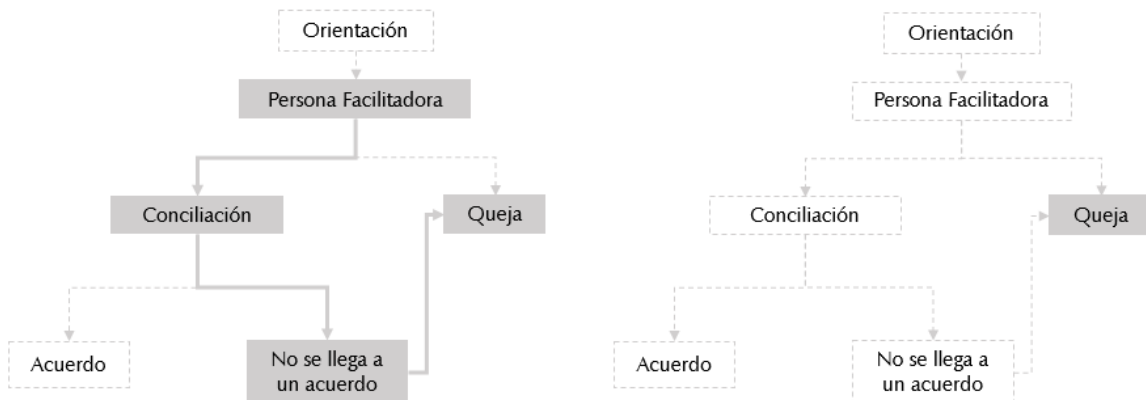 Orientación
Persona Facilitadora
Conciliación
Queja
Acuerdo
No se llega a
un acuerdo
Orientación
Persona Facilitadora
Conciliación
Queja
Acuerdo
No se llega a
un acuerdo